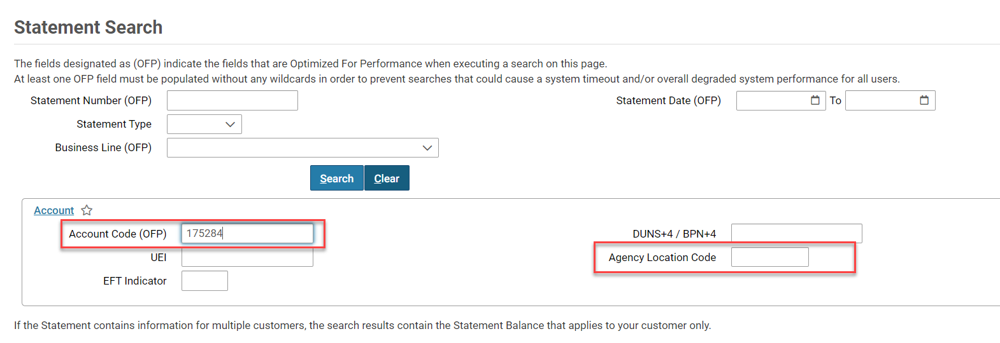 Statement Search
The fields designated as (OFP) indicate the fields that are Optimized For Performance when executing a search on this page.
At least one OFP field must be populated without any wildcards in order to prevent searches that could cause a system timeout and/or overall degraded system performance for all users.
Statement Number (OFP)
Statement Date (OFP) To
Statement Type
Business Line (OFP)
Search Clear
Account
Account Code (OFP) 175284
DUNS+4 / BPN+4
UEI
Agency Location Code
EFT Indicator
If the Statement contains information for multiple customers, the search results contain the Statement Balance that applies to your customer only.